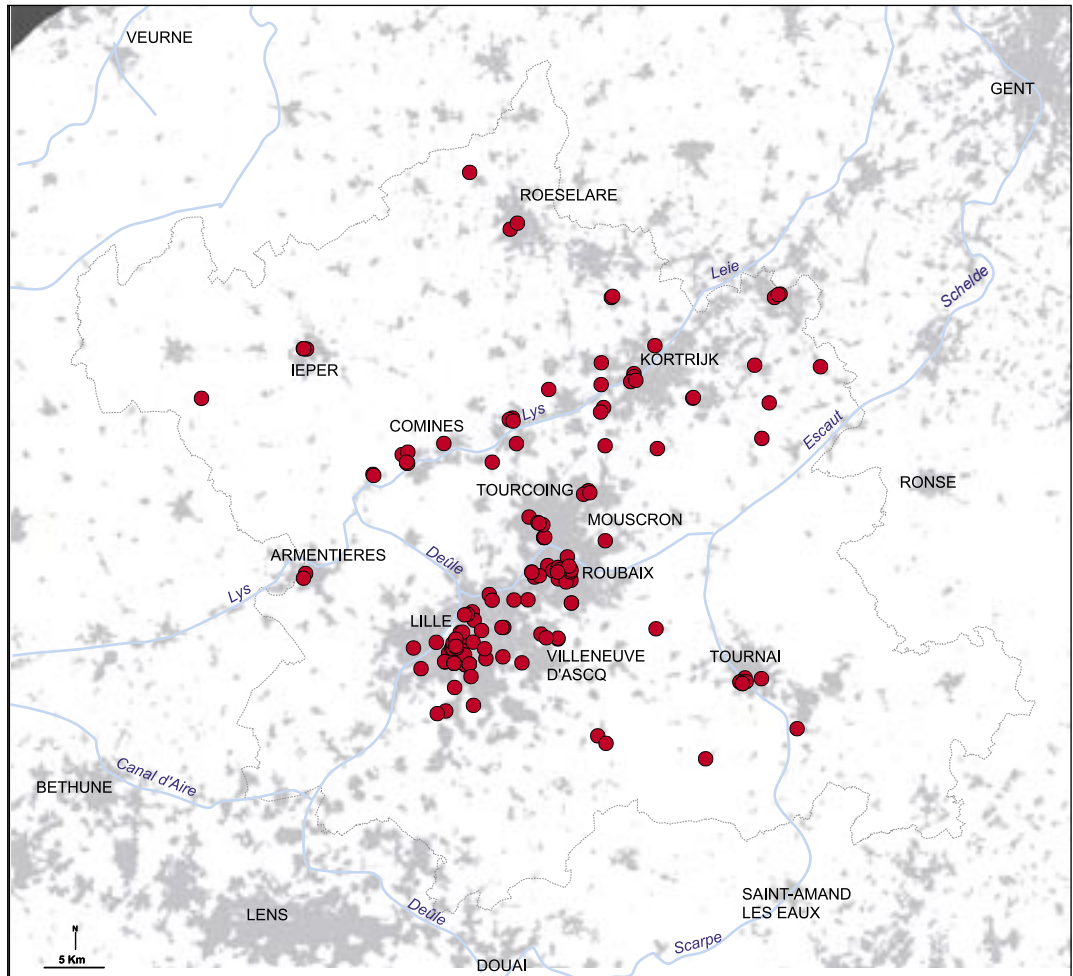 VEURNE
GENT
ROESELARE
Leie
Schelde
IEPER
KORTRIJK
Lys
COMINES
Escaut
TOURCOING
RONSE
MOUSCRON
ARMENTIERES
Deûle
ROUBAIX
Lys
LILLE
VILLENEUVE
D'ASCQ
TOURNAI
Canal d'Aire
BETHUNE
SAINT-AMAND
LES EAUX
LENS
Deûle
Scarpe
N
5 Km
DOUAI